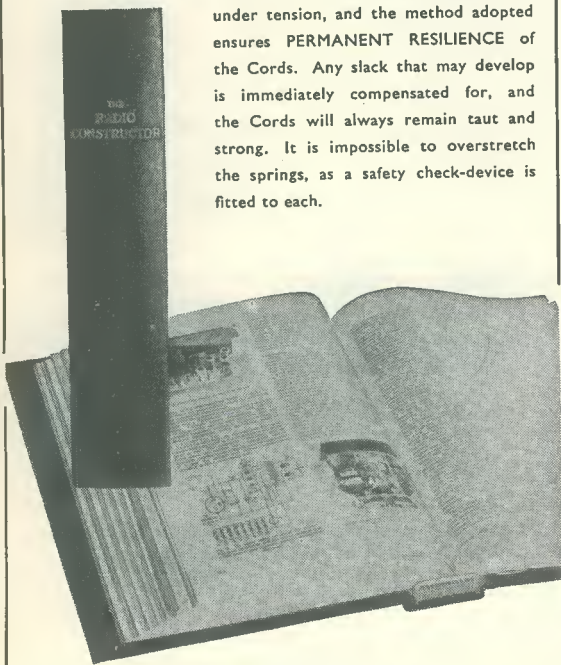 under tension, and the method adopted
ensures PERMANENT RESILIENCE of
the Cords. Any slack that may develop
is immediately compensated for, and
the Cords will always remain taut and
strong. It is impossible to overstretch
the springs, as a safety check-device is
fitted to each.
THE
RADIO
CONSTRUCTOR